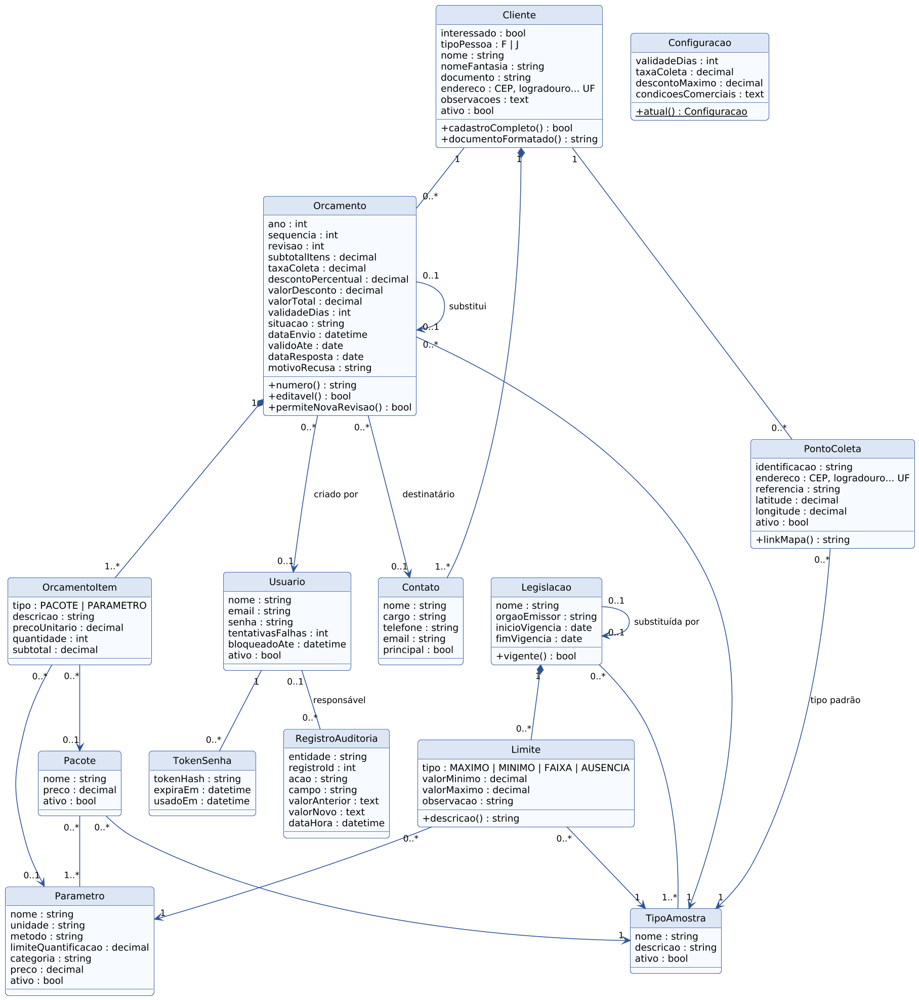 Cliente
interessado : bool
tipoPessoa : F | J
nome : string
nomeFantasia : string
documento : string
endereco : CEP, logradouro... UF
observacoes : text
ativo : bool
+cadastroCompleto() : bool
+documentoFormatado() : string
Configuracao
validadeDias : int
taxaColeta : decimal
descontoMaximo : decimal
condicoesComerciais : text
+atual() : Configuracao
1
1
1
0..*
Orcamento
ano : int
sequencia : int
revisao : int
subtotalItens : decimal
taxaColeta : decimal
descontoPercentual : decimal
valorDesconto : decimal
valorTotal : decimal
validadeDias : int
situacao : string
dataEnvio : datetime
validoAte : date
dataResposta : date
motivoRecusa : string
+numero() : string
+editavel() : bool
+permiteNovaRevisao() : bool
0..1
substitui
0..1
0..*
1
0..*
0..*
0..*
PontoColeta
identificacao : string
endereco : CEP, logradouro... UF
referencia : string
latitude : decimal
longitude : decimal
ativo : bool
+linkMapa() : string
criado por
destinatário
1..*
0..1
0..1
1..*
0..*
OrcamentoItem
tipo : PACOTE | PARAMETRO
descricao : string
precoUnitario : decimal
quantidade : int
subtotal : decimal
Usuario
nome : string
email : string
senha : string
tentativasFalhas : int
bloqueadoAte : datetime
ativo : bool
Contato
nome : string
cargo : string
telefone : string
email : string
principal : bool
Legislacao
nome : string
orgaoEmissor : string
inicioVigencia : date
fimVigencia : date
+vigente() : bool
0..1
substituída por
0..1
0..*
0..*
1
0..1
1
0..*
responsável
tipo padrão
0..1
0..*
0..*
0..*
Pacote
nome : string
preco : decimal
ativo : bool
TokenSenha
tokenHash : string
expiraEm : datetime
usadoEm : datetime
RegistroAuditoria
entidade : string
registroId : int
acao : string
campo : string
valorAnterior : text
valorNovo : text
dataHora : datetime
Limite
tipo : MAXIMO | MINIMO | FAIXA | AUSENCIA
valorMinimo : decimal
valorMaximo : decimal
observacao : string
+descricao() : string
0..*
0..*
0..*
0..*
0..1
1..*
1
1
1..*
1
1
1
Parametro
nome : string
unidade : string
metodo : string
limiteQuantificacao : decimal
categoria : string
preco : decimal
ativo : bool
TipoAmostra
nome : string
descricao : string
ativo : bool